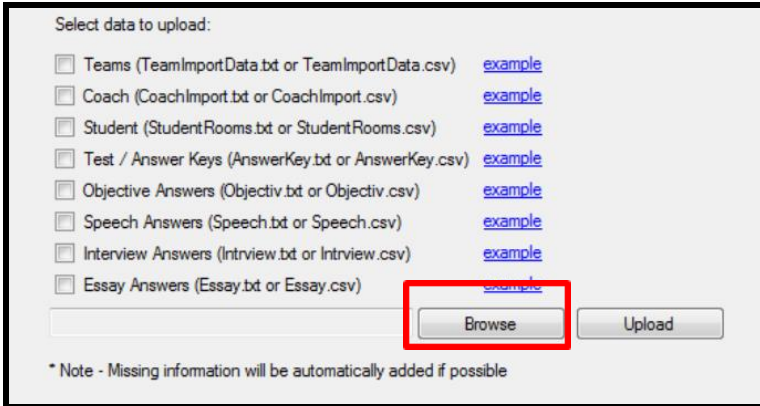 Select data to upload:
Teams (TeamImportData.txt or TeamImportData.csv) example
Coach (CoachImport.txt or CoachImport.csv) example
Student (StudentRooms.txt or StudentRooms.csv) example
Test / Answer Keys (AnswerKey.txt or AnswerKey.csv) example
Objective Answers (Objectiv.txt or Objectiv.csv) example
Speech Answers (Speech.txt or Speech.csv) example
Interview Answers (Intrview.txt or Intrview.csv) example
Essay Answers (Essay.txt or Essay.csv) example
Browse Upload
* Note - Missing information will be automatically added if possible